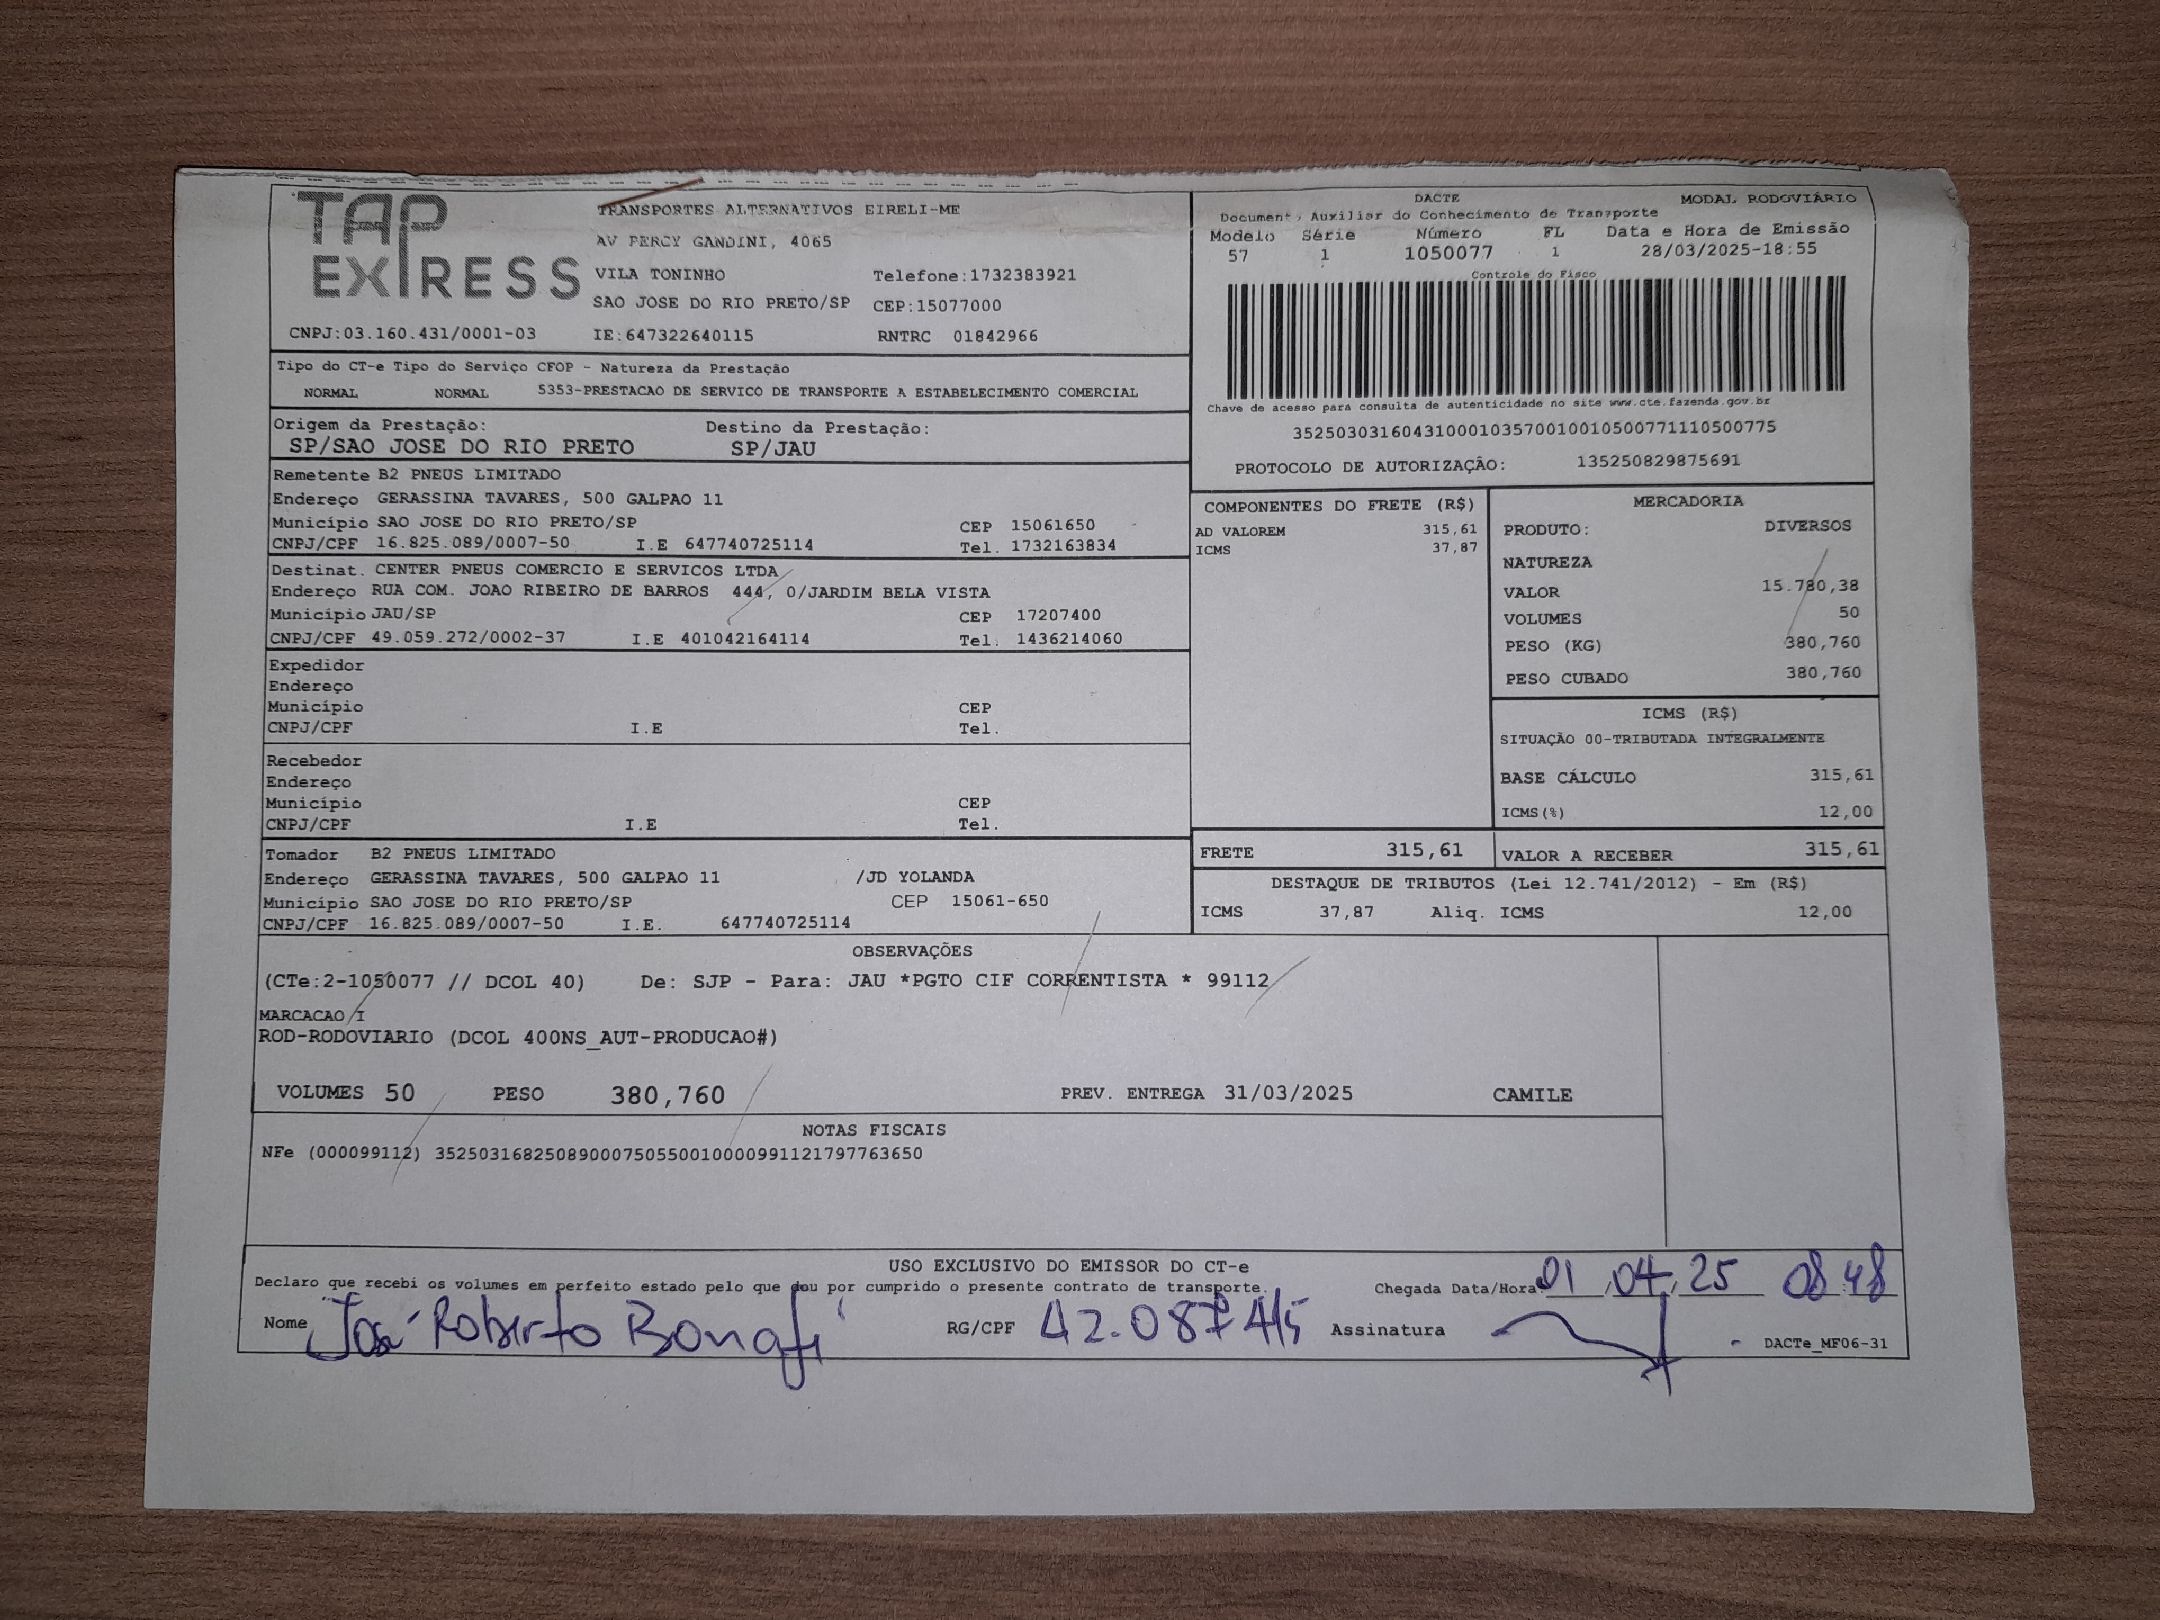 TAP
EXPRESS
TRANSPORTES ALTERNATIVOS EIRELI-ME
AV PERCY GANDINI, 4065
VILA TONINHO Telefone:1732383921
SAO JOSE DO RIO PRETO/SP CEP:15077000
CNPJ:03.160.431/0001-03 IE:647322640115 RNTRC 01842966
DACTE MODAL RODOVIÁRIO
Documento Auxiliar do Conhecimento de Transporte
Modelo Série Número FL Data e Hora de Emissão
57 1 1050077 1 28/03/2025-18:55
Controle do Fisco
Chave de acesso para consulta de autenticidade no site www.cte.fazenda.gov.br
35250303160431000103570010010500771110500775
PROTOCOLO DE AUTORIZAÇÃO: 135250829875691
Tipo do CT-e Tipo do Serviço CFOP - Natureza da Prestação
NORMAL NORMAL 5353-PRESTACAO DE SERVICO DE TRANSPORTE A ESTABELECIMENTO COMERCIAL
Origem da Prestação: Destino da Prestação:
SP/SAO JOSE DO RIO PRETO SP/JAU
Remetente B2 PNEUS LIMITADO
Endereço GERASSINA TAVARES, 500 GALPAO 11
Município SAO JOSE DO RIO PRETO/SP CEP 15061650
CNPJ/CPF 16.825.089/0007-50 I.E 647740725114 Tel. 1732163834
Destinat. CENTER PNEUS COMERCIO E SERVICOS LTDA
Endereço RUA COM. JOAO RIBEIRO DE BARROS 444, 0/JARDIM BELA VISTA
Município JAU/SP CEP 17207400
CNPJ/CPF 49.059.272/0002-37 I.E 401042164114 Tel. 1436214060
Expedidor
Endereço
Município CEP
CNPJ/CPF I.E Tel.
Recebedor
Endereço
Município CEP
CNPJ/CPF I.E Tel.
Tomador B2 PNEUS LIMITADO
Endereço GERASSINA TAVARES, 500 GALPAO 11 /JD YOLANDA
Município SAO JOSE DO RIO PRETO/SP CEP 15061-650
CNPJ/CPF 16.825.089/0007-50 I.E. 647740725114
COMPONENTES DO FRETE (R$)
AD VALOREM 315,61
ICMS 37,87
MERCADORIA
PRODUTO: DIVERSOS
NATUREZA
VALOR 15.780,38
VOLUMES 50
PESO (KG) 380,760
PESO CUBADO 380,760
ICMS (R$)
SITUAÇÃO 00-TRIBUTADA INTEGRALMENTE
BASE CÁLCULO 315,61
ICMS(%) 12,00
FRETE 315,61 VALOR A RECEBER 315,61
DESTAQUE DE TRIBUTOS (Lei 12.741/2012) - Em (R$)
ICMS 37,87 Aliq. ICMS 12,00
OBSERVAÇÕES
(CTe:2-1050077 // DCOL 40) De: SJP - Para: JAU *PGTO CIF CORRENTISTA * 99112
MARCACAO/I
ROD-RODOVIARIO (DCOL 400NS_AUT-PRODUCAO#)
VOLUMES 50 PESO 380,760 PREV. ENTREGA 31/03/2025 CAMILE
NOTAS FISCAIS
NFe (000099112) 35250316825089000750550010000991121797763650
USO EXCLUSIVO DO EMISSOR DO CT-e
Declaro que recebi os volumes em perfeito estado pelo que dou por cumprido o presente contrato de transporte. Chegada Data/Hora 01/04/25 08:48
Nome José Roberto Bonafé RG/CPF 42.087 Assinatura
DACTe_MF06-31